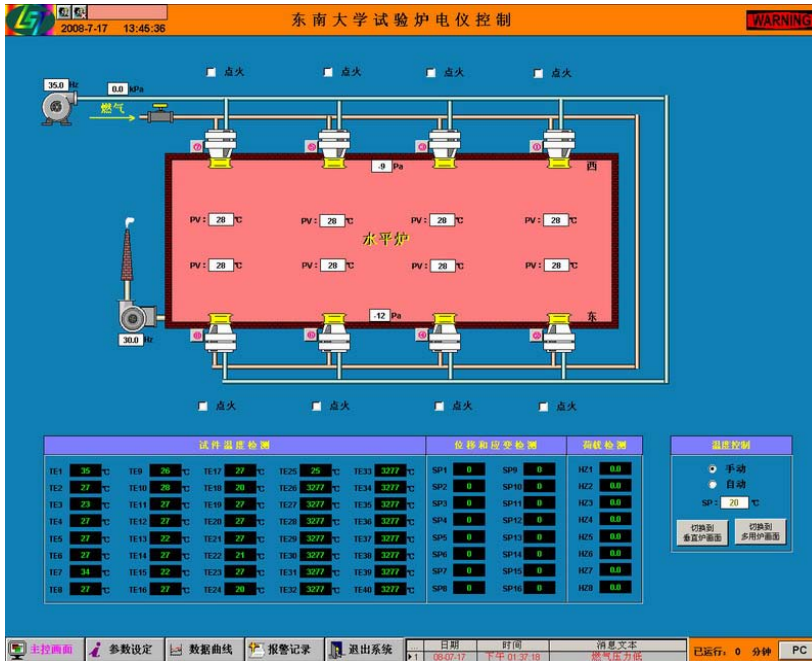 2008-7-17 13:45:36
东南大学试验炉电仪控制
WARNING
点火 点火 点火 点火
35.0 Hz 0.0 kPa
燃气
-9 Pa 西
PV: 28 ℃ PV: 28 ℃ PV: 28 ℃ PV: 28 ℃
水平炉
PV: 28 ℃ PV: 28 ℃ PV: 28 ℃ PV: 28 ℃
-12 Pa 东
30.0 Hz
点火 点火 点火 点火
试件温度检测 位移和应变检测 荷载检测 温度控制
TE1 35 ℃ TE9 26 ℃ TE17 27 ℃ TE25 25 ℃ TE33 3277 ℃ SP1 0 SP9 0 HZ1 0.0 手动
TE2 27 ℃ TE10 28 ℃ TE18 20 ℃ TE26 3277 ℃ TE34 3277 ℃ SP2 0 SP10 0 HZ2 0.0 自动
TE3 23 ℃ TE11 27 ℃ TE19 27 ℃ TE27 3277 ℃ TE35 3277 ℃ SP3 0 SP11 0 HZ3 0.0 SP: 20 ℃
TE4 27 ℃ TE12 27 ℃ TE20 27 ℃ TE28 3277 ℃ TE36 3277 ℃ SP4 0 SP12 0 HZ4 0.0
TE5 27 ℃ TE13 22 ℃ TE21 27 ℃ TE29 3277 ℃ TE37 3277 ℃ SP5 0 SP13 0 HZ5 0.0 切换到 切换到
TE6 27 ℃ TE14 27 ℃ TE22 21 ℃ TE30 3277 ℃ TE38 3277 ℃ SP6 0 SP14 0 HZ6 0.0 垂直炉画面 多用炉画面
TE7 34 ℃ TE15 22 ℃ TE23 27 ℃ TE31 3277 ℃ TE39 3277 ℃ SP7 0 SP15 0 HZ7 0.0
TE8 27 ℃ TE16 27 ℃ TE24 20 ℃ TE32 3277 ℃ TE40 3277 ℃ SP8 0 SP16 0 HZ8 0.0
主控画面 参数设定 数据曲线 报警记录 退出系统 日期 时间 消息文本 已运行: 0 分钟 PC
1 08-07-17 下午 01:37:18 燃气压力低